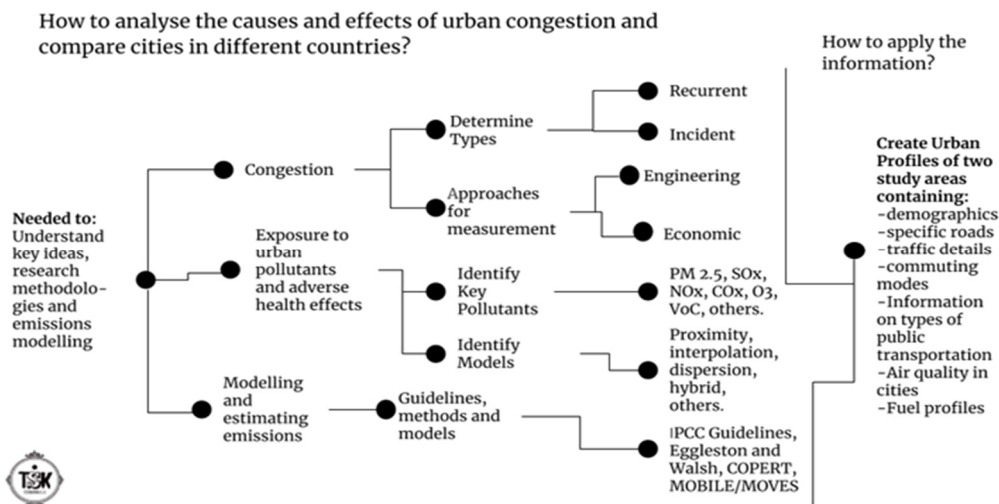 How to analyse the causes and effects of urban congestion and
compare cities in different countries?
How to apply the
information?
Needed to:
Understand
key ideas,
research
methodolo-
gies and
emissions
modelling
Congestion
Determine
Types
Recurrent
Incident
Approaches
for
measurement
Engineering
Economic
Exposure to
urban
pollutants
and adverse
health effects
Identify
Key
Pollutants
PM 2.5, SOx,
NOx, COx, O3,
VoC, others.
Identify
Models
Proximity,
interpolation,
dispersion,
hybrid,
others.
Modelling
and
estimating
emissions
Guidelines,
methods and
models
IPCC Guidelines,
Eggleston and
Walsh, COPERT,
MOBILE/MOVES
Create Urban
Profiles of two
study areas
containing:
-demographics
-specific roads
-traffic details
-commuting
modes
-Information
on types of
public
transportation
-Air quality in
cities
-Fuel profiles
TSK